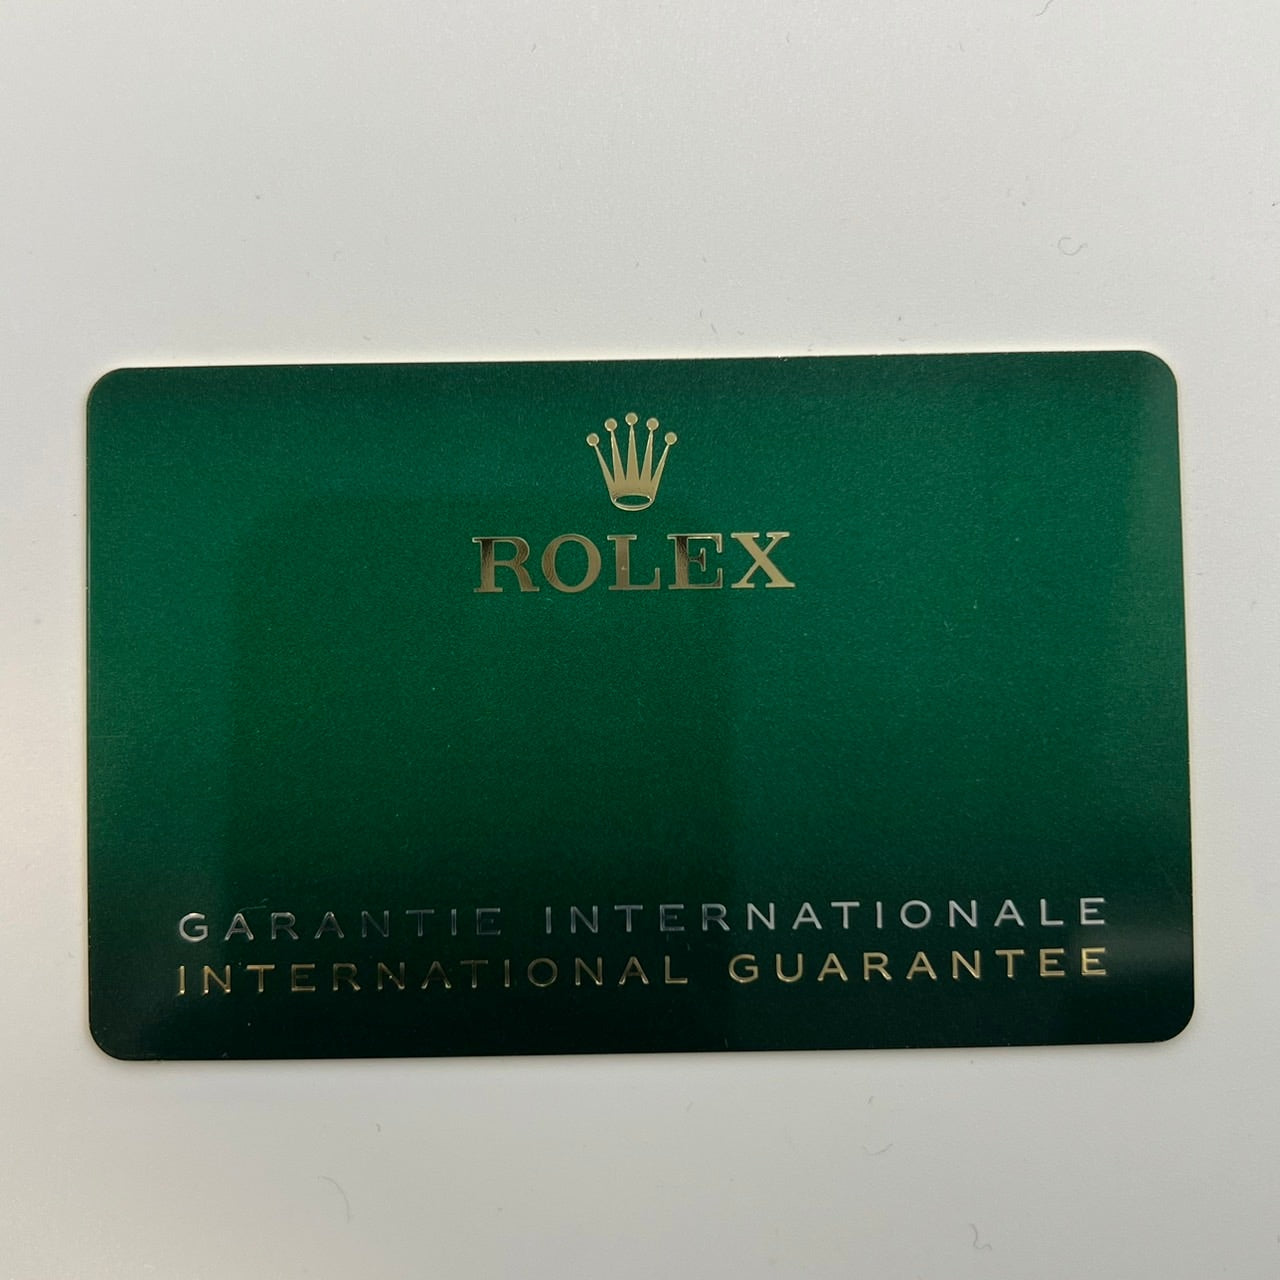 ROLEX
GARANTIE INTERNATIONALE
INTERNATIONAL GUARANTEE